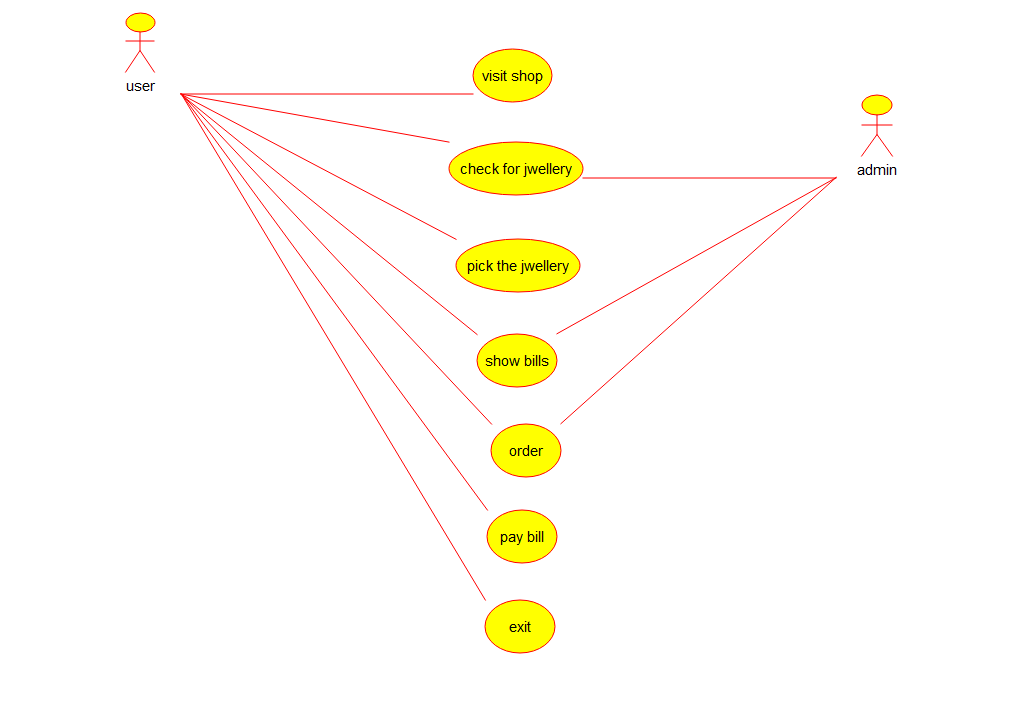 user
visit shop
check for jwellery
admin
pick the jwellery
show bills
order
pay bill
exit